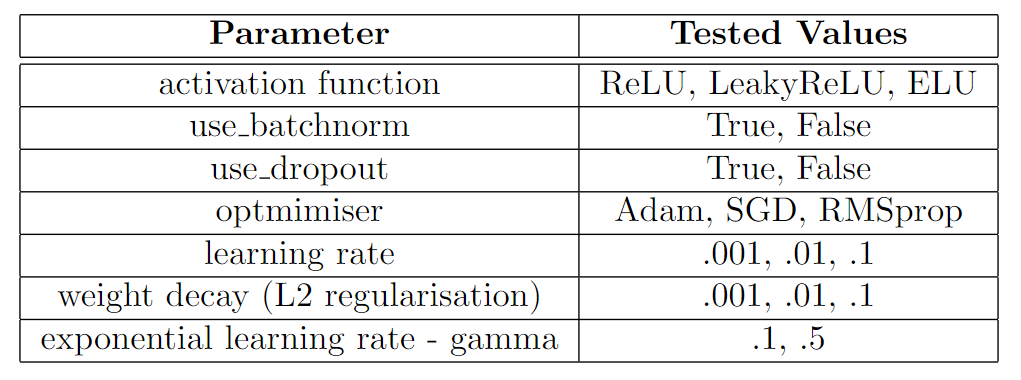 Parameter Tested Values
activation function ReLU, LeakyReLU, ELU
use_batchnorm True, False
use_dropout True, False
optmimiser Adam, SGD, RMSprop
learning rate .001, .01, .1
weight decay (L2 regularisation) .001, .01, .1
exponential learning rate - gamma .1, .5